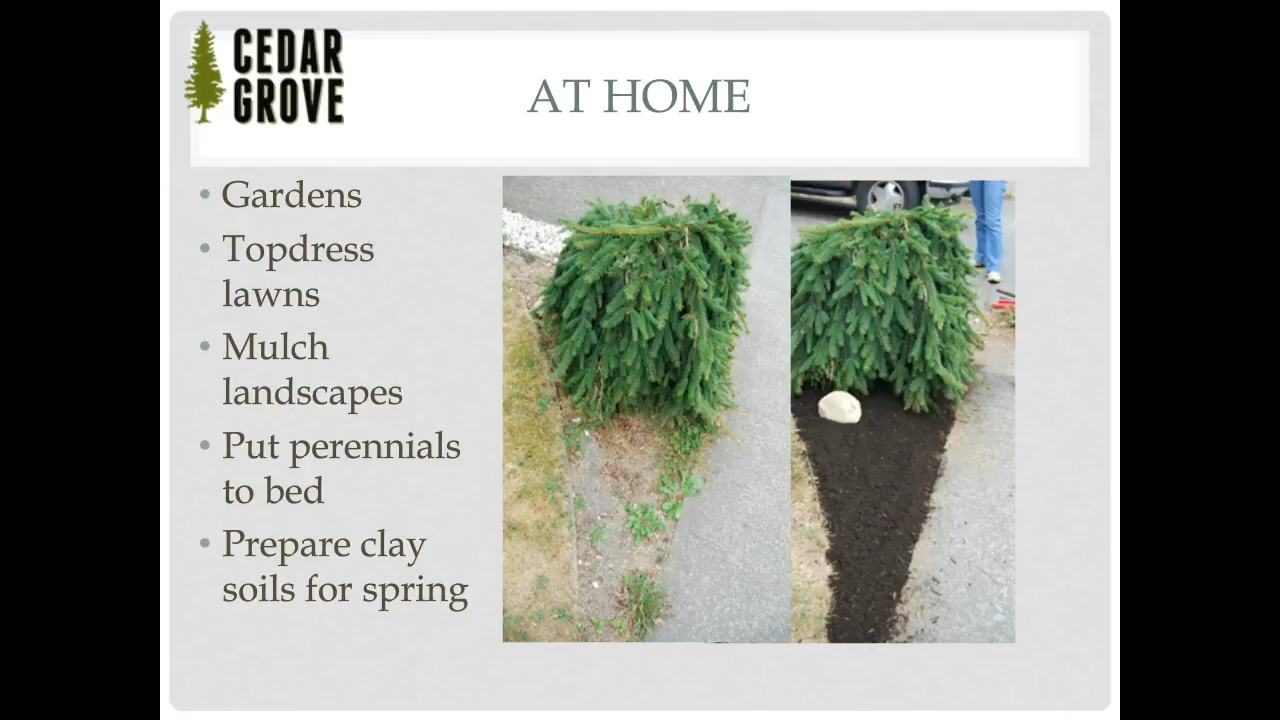 CEDAR
GROVE
AT HOME
• Gardens
• Topdress
lawns
• Mulch
landscapes
• Put perennials
to bed
• Prepare clay
soils for spring